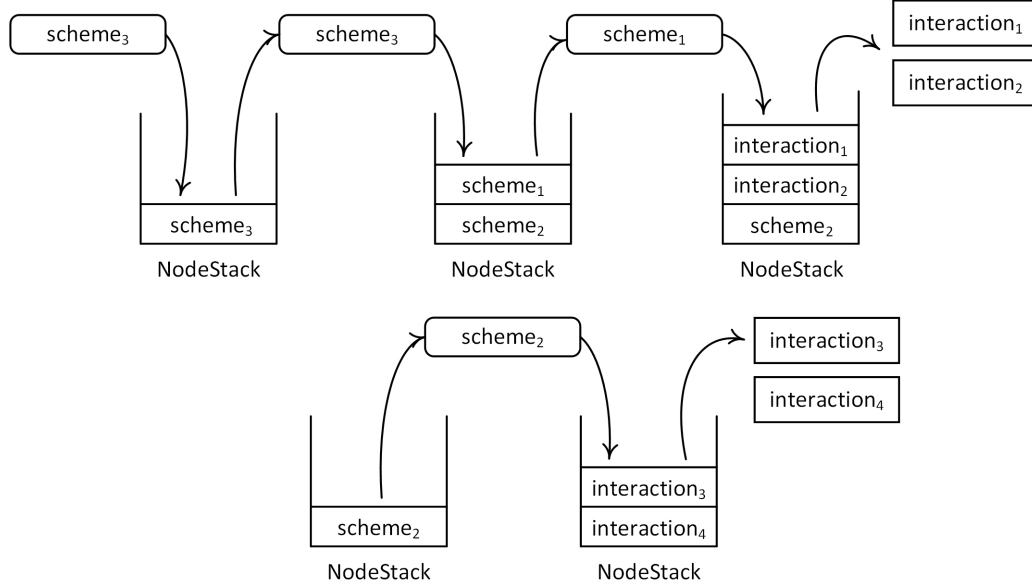 scheme₃
scheme₃
scheme₁
interaction₁
interaction₂
scheme₃
NodeStack
scheme₁
scheme₂
NodeStack
interaction₁
interaction₂
scheme₂
NodeStack
scheme₂
interaction₃
interaction₄
scheme₂
NodeStack
interaction₃
interaction₄
NodeStack